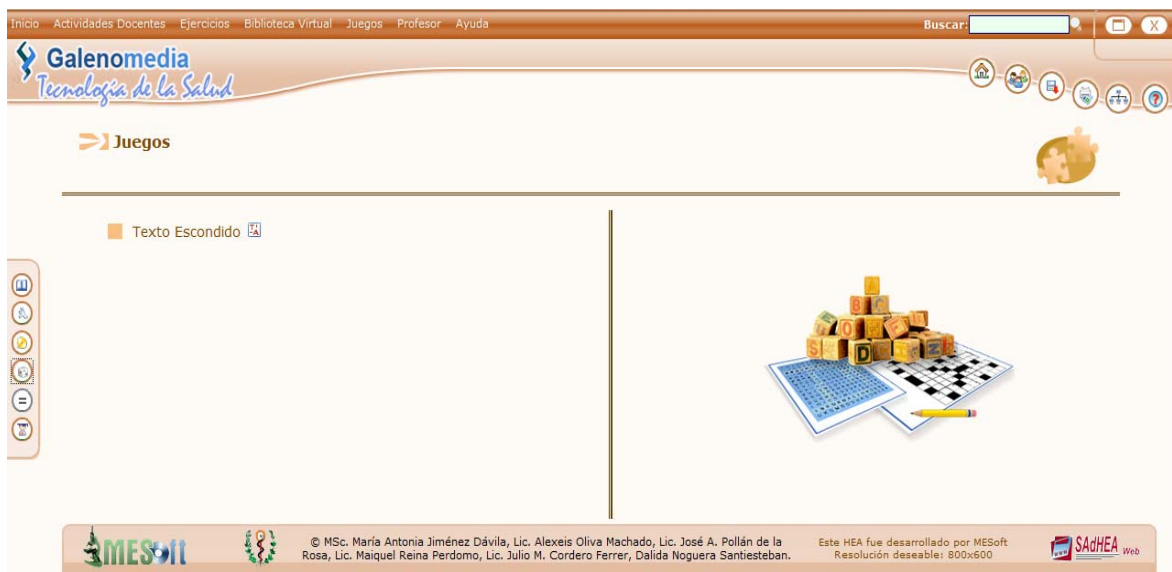 Inicio Actividades Docentes Ejercicios Biblioteca Virtual Juegos Profesor Ayuda Buscar: X
Galenomedia
Tecnología de la Salud
Juegos
Texto Escondido
© MSc. María Antonia Jiménez Dávila, Lic. Alexeis Oliva Machado, Lic. José A. Pollán de la
Rosa, Lic. Maiquel Reina Perdomo, Lic. Julio M. Cordero Ferrer, Dalida Noguera Santiesteban.
Este HEA fue desarrollado por MESoft
Resolución deseable: 800x600
MESoft
SAdHEA Web